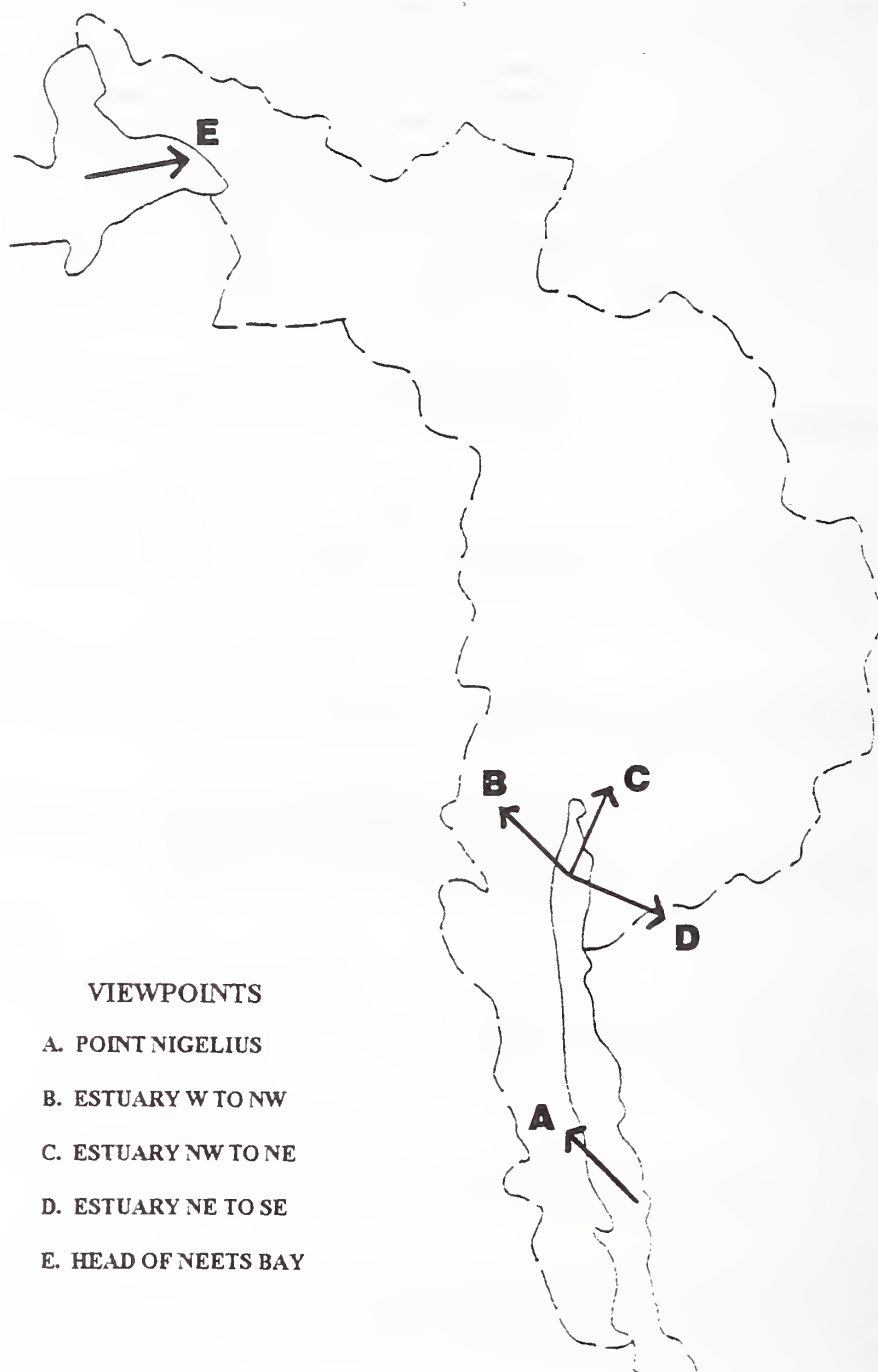 E
B
C
D
A
VIEWPOINTS
A. POINT NIGELIUS
B. ESTUARY W TO NW
C. ESTUARY NW TO NE
D. ESTUARY NE TO SE
E. HEAD OF NEETS BAY